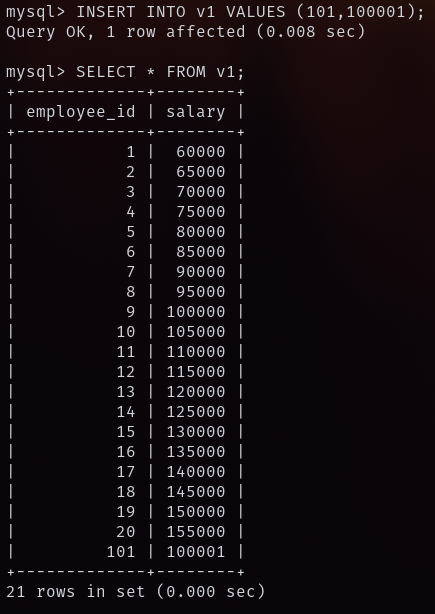 mysql> INSERT INTO v1 VALUES (101,100001);
Query OK, 1 row affected (0.008 sec)

mysql> SELECT * FROM v1;
+-------------+--------+
| employee_id | salary |
+-------------+--------+
|           1 |  60000 |
|           2 |  65000 |
|           3 |  70000 |
|           4 |  75000 |
|           5 |  80000 |
|           6 |  85000 |
|           7 |  90000 |
|           8 |  95000 |
|           9 | 100000 |
|          10 | 105000 |
|          11 | 110000 |
|          12 | 115000 |
|          13 | 120000 |
|          14 | 125000 |
|          15 | 130000 |
|          16 | 135000 |
|          17 | 140000 |
|          18 | 145000 |
|          19 | 150000 |
|          20 | 155000 |
|         101 | 100001 |
+-------------+--------+
21 rows in set (0.000 sec)